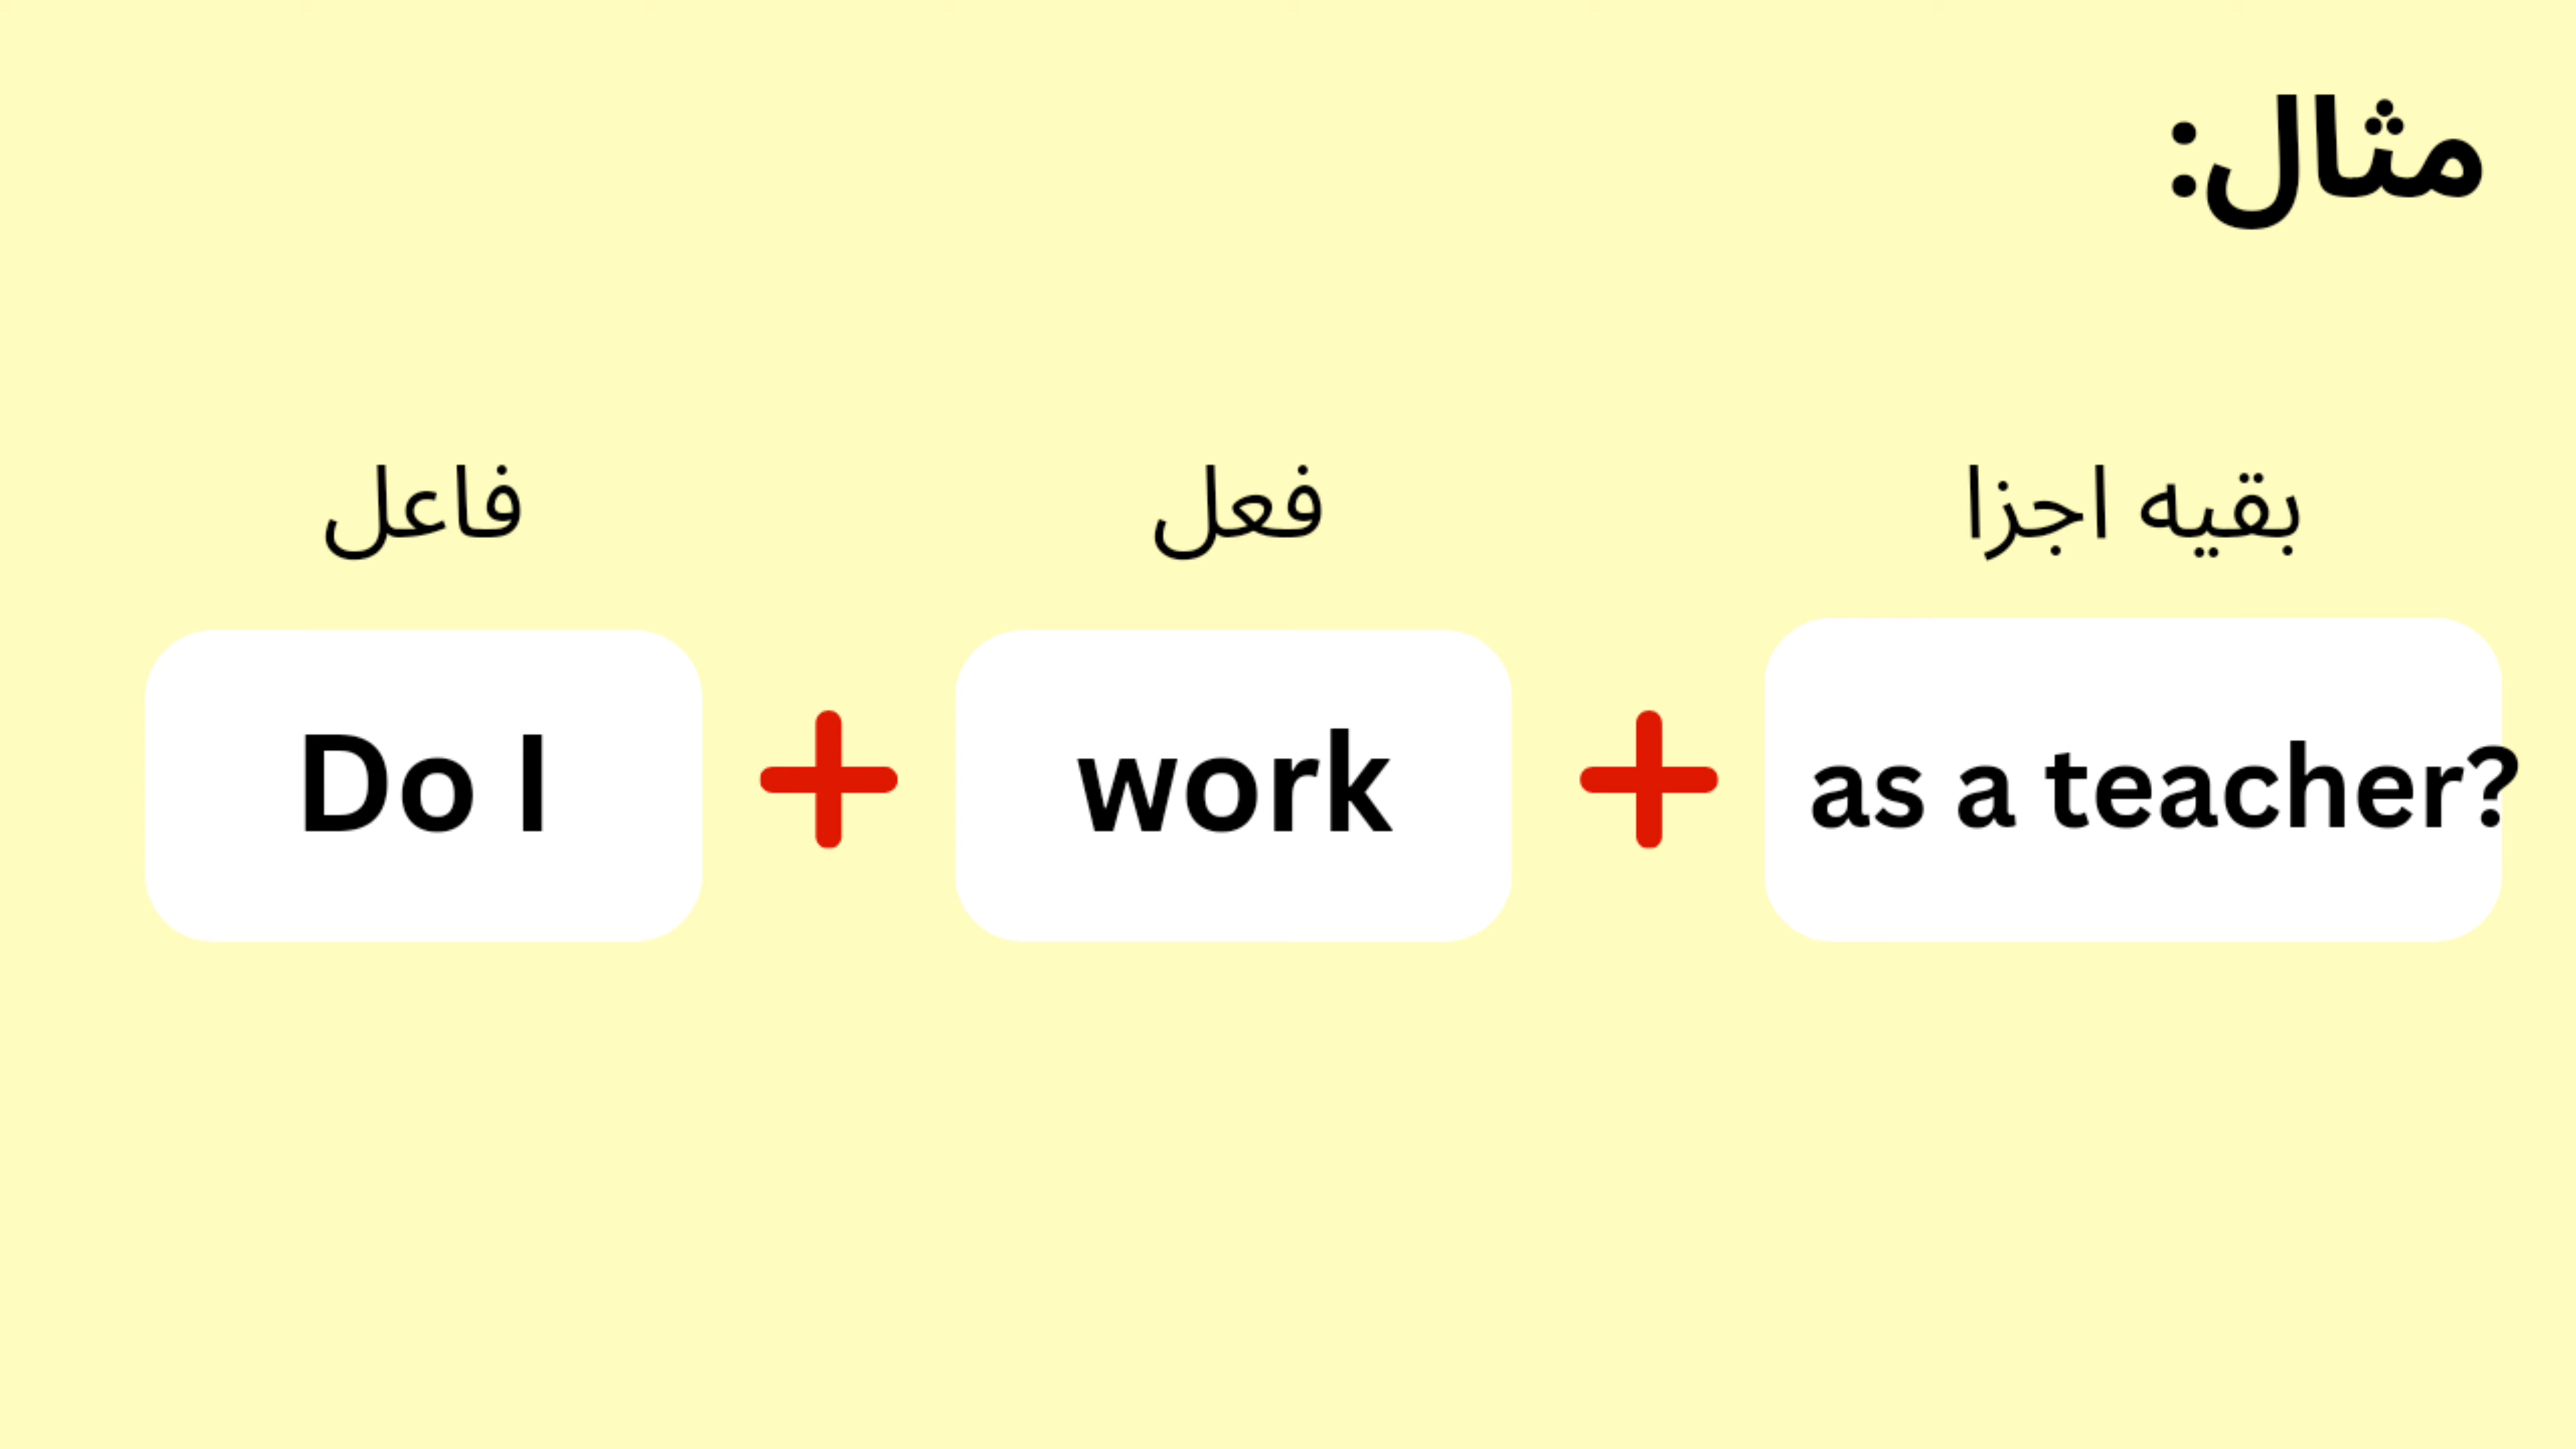 مثال:
فاعل فعل بقیه اجزا
Do I + work + as a teacher?